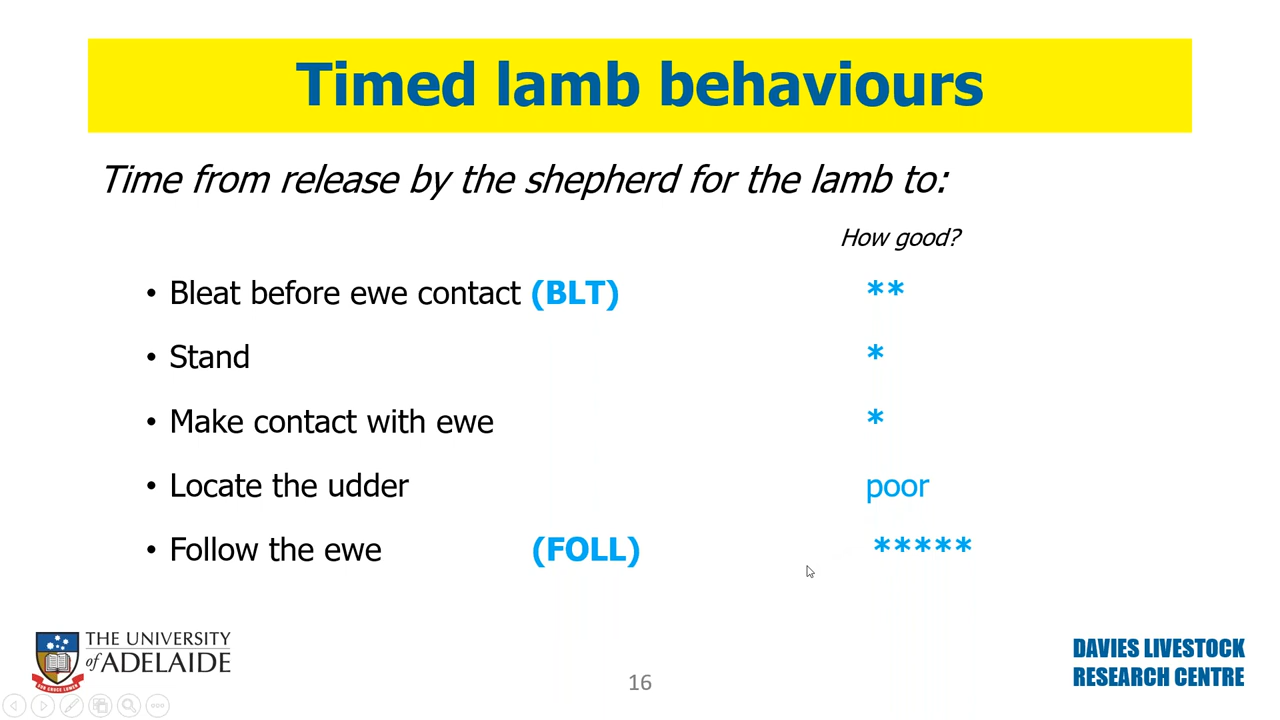 Timed lamb behaviours
Time from release by the shepherd for the lamb to:
How good?
• Bleat before ewe contact (BLT) **
• Stand *
• Make contact with ewe *
• Locate the udder poor
• Follow the ewe (FOLL) *****
THE UNIVERSITY
of ADELAIDE
DAVIES LIVESTOCK
RESEARCH CENTRE
16